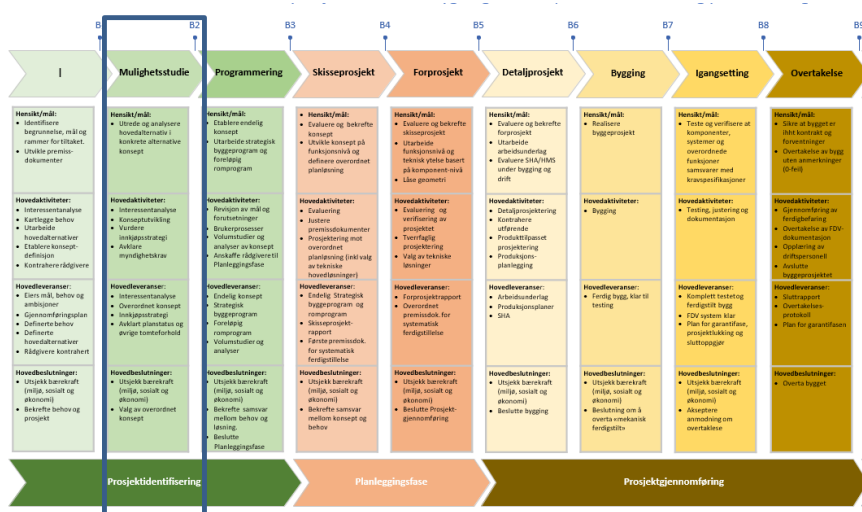 B
B2
B3
B4
B5
B6
B7
B8
B9
I
Mulighetsstudie
Programmering
Skisseprosjekt
Forprosjekt
Detaljprosjekt
Bygging
Igangsetting
Overtakelse
Hensikt/mål:
• Identifisere
begrunnelse, mål og
rammer for tiltaket.
• Utvikle premiss-
dokumenter
Hovedaktiviteter:
• Interessentanalyse
• Kartlegge behov
• Utarbeide
hovedalternativer
• Etablere konsept-
definisjon
• Kontrahere rådgivere
Hovedleveranser:
• Eiers mål, behov og
ambisjoner
• Gjennomføringsplan
• Definerte behov
• Definerte
hovedalternativer
• Rådgivere kontrahert
Hovedbeslutninger:
• Utsjekk bærekraft
(miljø, sosialt og
økonomi)
• Bekrefte behov og
prosjekt
Hensikt/mål:
• Utrede og analysere
hovedalternativ i
konkrete alternative
konsept
Hovedaktiviteter:
• Interessentanalyse
• Konseptutvikling
• Vurdere
innkjøpsstrategi
• Avklare
myndighetskrav
Hovedleveranser:
• Interessentanalyse
• Overordnet konsept
• Innkjøpsstrategi
• Avklart planstatus og
øvrige tomteforhold
Hovedbeslutninger:
• Utsjekk bærekraft
(miljø, sosialt og
økonomi)
• Valg av overordnet
konsept
Hensikt/mål:
• Etablere endelig
konsept
• Utarbeide strategisk
byggeprogram og
foreløpig
romprogram
Hovedaktiviteter:
• Revisjon av mål og
forutsetninger
• Brukerprosesser
• Volumstudier og
analyser av konsept
• Anskaffe rådgivere til
Planleggingsfase
Hovedleveranser:
• Endelig konsept
• Strategisk
byggeprogram
• Foreløpig
romprogram
• Volumstudier og
analyser
Hovedbeslutninger:
• Utsjekk bærekraft
(miljø, sosialt og
økonomi)
• Bekrefte samsvar
mellom behov og
løsning.
• Beslutte
Planleggingsfase
• Hensikt/mål:
• Evaluere og bekrefte
konsept
• Utvikle konsept på
funksjonsnivå og
definere overordnet
planløsning
Hovedaktiviteter:
• Evaluering
• Justere
premissdokumenter
• Prosjektering mot
overordnet
planløsning (inkl valg
av tekniske
hovedløsninger)
Hovedleveranser:
• Endelig Strategisk
byggeprogram og
romprogram
• Skisseprosjekt-
rapport
• Første premissdok.
for systematisk
ferdigstillelse
Hovedbeslutninger:
• Utsjekk bærekraft
(miljø, sosialt og
økonomi)
• Bekrefte samsvar
mellom konsept og
behov
Hensikt/mål:
• Evaluere og bekrefte
skisseprosjekt
• Utarbeide
funksjonsnivå og
teknisk ytelse basert
på komponent-nivå
• Låse geometri
Hovedaktiviteter:
• Evaluering og
verifisering av
prosjektet
• Tverrfaglig
prosjektering
• Valg av tekniske
løsninger
Hovedleveranser:
• Forprosjektrapport
• Overordnet
premissdok. for
systematisk
ferdigstillelse
Hovedbeslutninger:
• Utsjekk bærekraft
(miljø, sosialt og
økonomi)
• Beslutte Prosjekt-
gjennomføring
Hensikt/mål:
• Evaluere og bekrefte
forprosjekt
• Utarbeide
arbeidsunderlag
• Evaluere SHA/HMS
under bygging og
drift
Hovedaktiviteter:
• Detaljprosjektering
• Kontrahere
utførende
• Produkttilpasset
prosjektering
• Produksjons-
planlegging
Hovedleveranser:
• Arbeidsunderlag
• Produksjonsplaner
• SHA
Hovedbeslutninger:
• Utsjekk bærekraft
(miljø, sosialt og
økonomi)
• Beslutte bygging
Hensikt/mål:
• Realisere
byggeprosjekt
Hovedaktiviteter:
• Bygging
Hovedleveranser:
• Ferdig bygg, klar til
testing
Hovedbeslutninger:
• Utsjekk bærekraft
(miljø, sosialt og
økonomi)
• Beslutning om å
overta «mekanisk
ferdigstilt»
Hensikt/mål:
• Teste og verifisere at
komponenter,
systemer og
overordnede
funksjoner
samsvarer med
kravspesifikasjoner
Hovedaktiviteter:
• Testing, justering og
dokumentasjon
Hovedleveranser:
• Komplett testet og
ferdigstilt bygg
• FDV system klar
• Plan for garantifase,
prosjektlukking og
sluttoppgjør
Hovedbeslutninger:
• Utsjekk bærekraft
(miljø, sosialt og
økonomi)
• Akseptere
anmodning om
overtaklese
Hensikt/mål:
• Sikre at bygget er
ihht kontrakt og
forventninger
• Overtakelse av bygg
uten anmerkninger
(0-feil)
Hovedaktiviteter:
• Gjennomføring av
ferdigbefaring
• Overtakelse av FDV-
dokumentasjon
• Opplæring av
driftspersonell
• Avslutte
byggeprosjektet
Hovedleveranser:
• Sluttrapport
• Overtakelses-
protokoll
• Plan for garantifasen
Hovedbeslutninger:
• Overta bygget
Prosjektidentifisering
Planleggingsfase
Prosjektgjennomføring